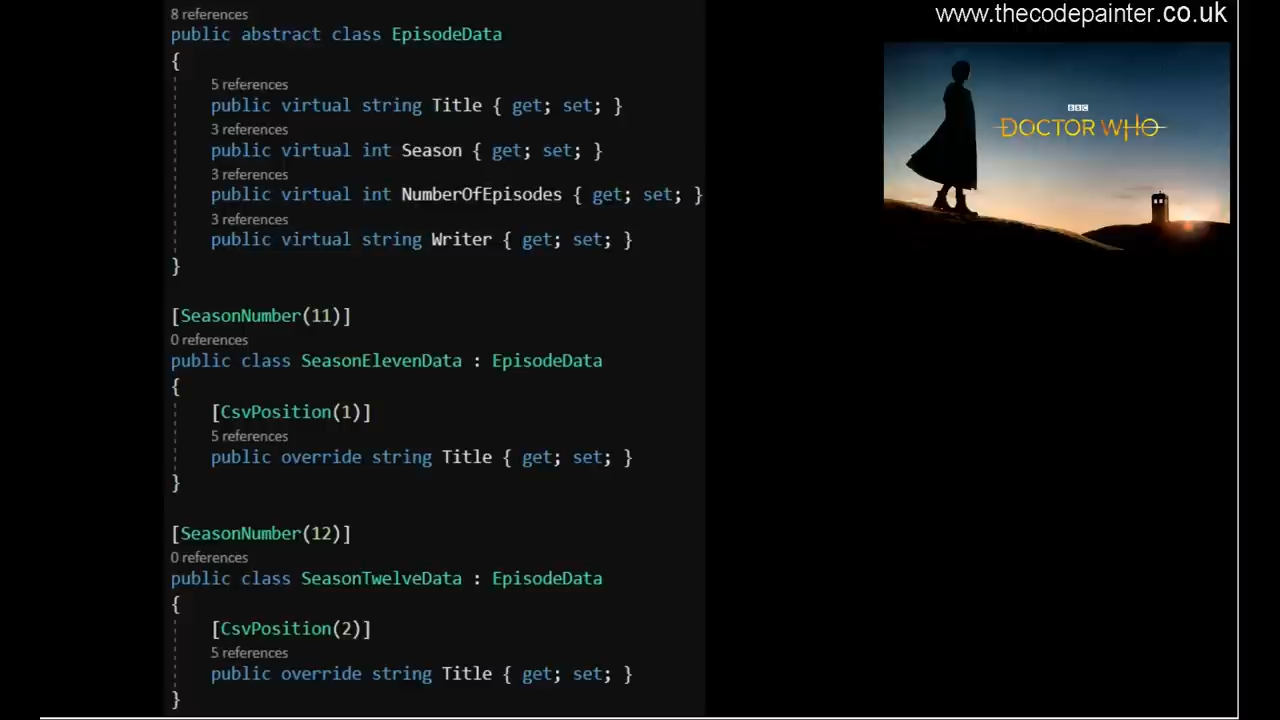 www.thecodepainter.co.uk
BBC
DOCTOR WHO
8 references
public abstract class EpisodeData
{
5 references
public virtual string Title { get; set; }
3 references
public virtual int Season { get; set; }
3 references
public virtual int NumberOfEpisodes { get; set; }
3 references
public virtual string Writer { get; set; }
}
[SeasonNumber(11)]
0 references
public class SeasonElevenData : EpisodeData
{
[CsvPosition(1)]
5 references
public override string Title { get; set; }
}
[SeasonNumber(12)]
0 references
public class SeasonTwelveData : EpisodeData
{
[CsvPosition(2)]
5 references
public override string Title { get; set; }
}